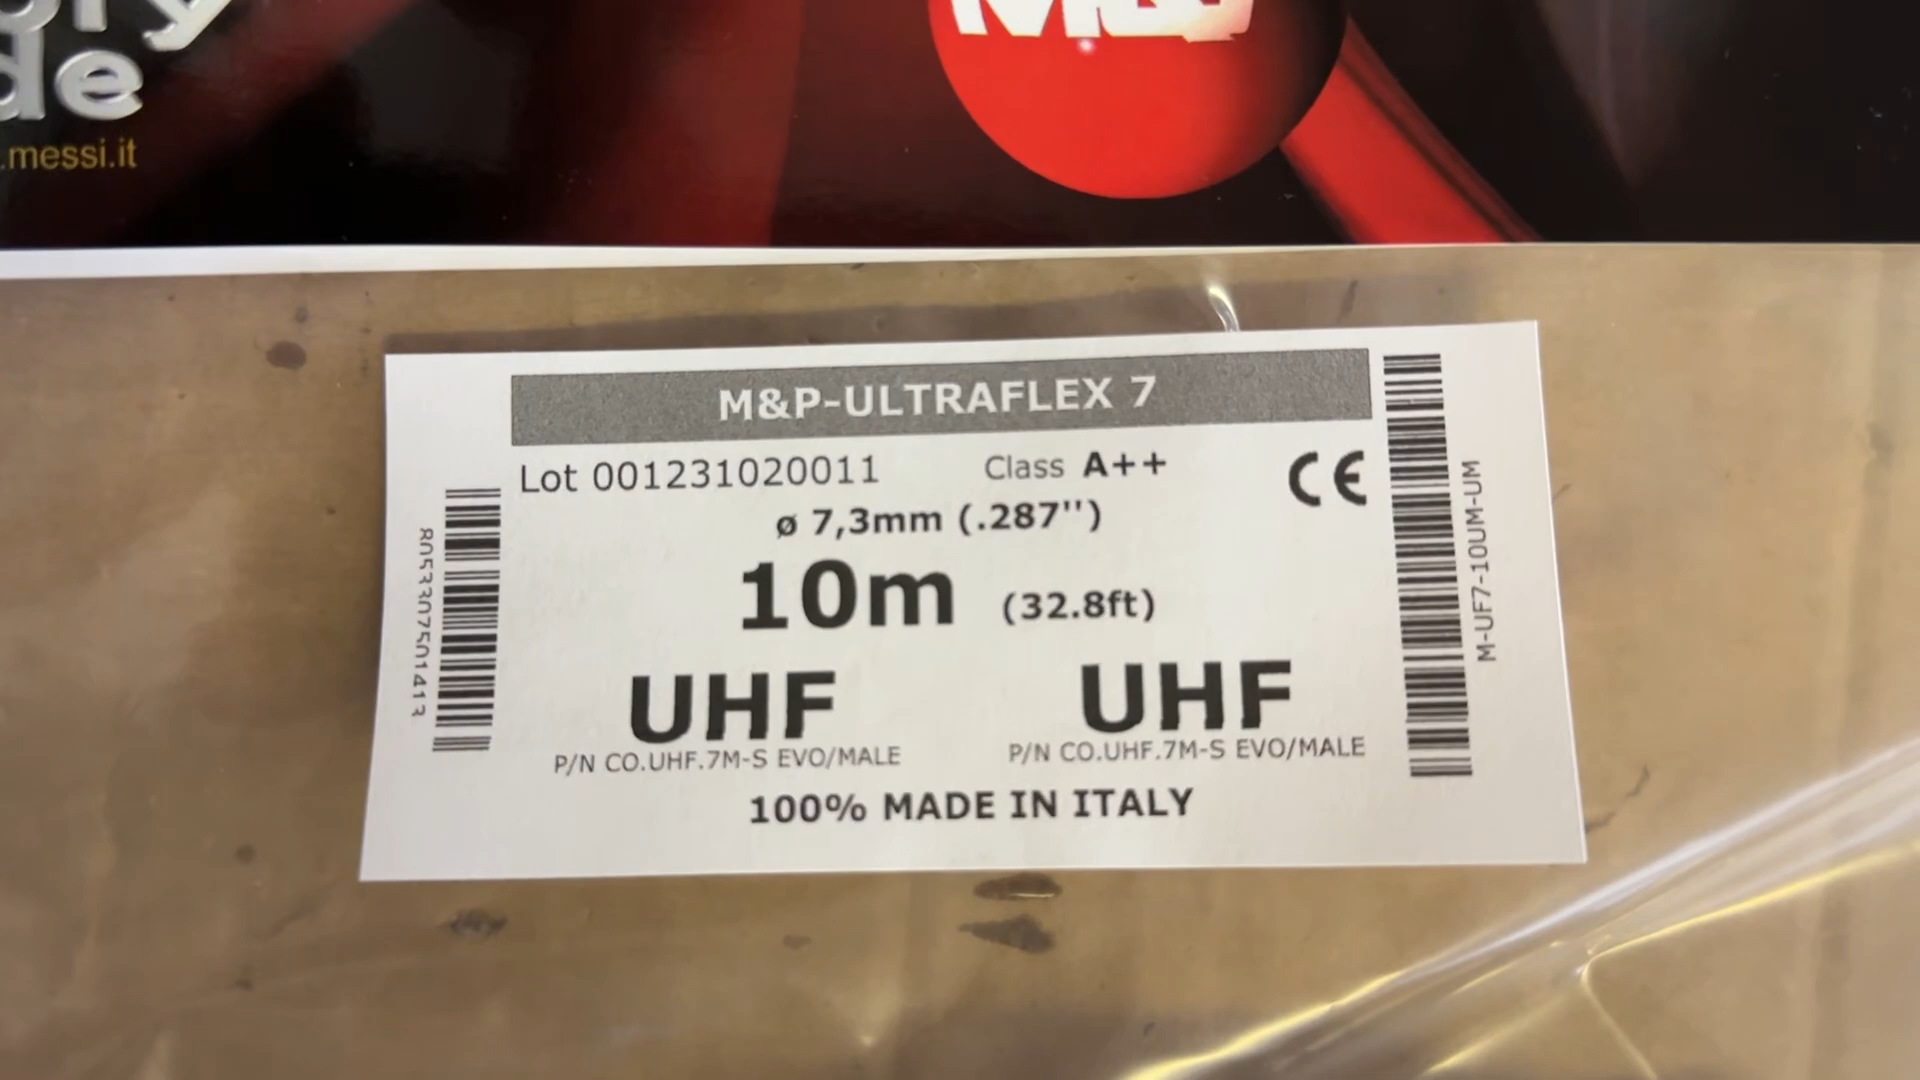 .messi.it
M&P-ULTRAFLEX 7
Lot 001231020011 Class A++ CE
ø 7,3mm (.287'')
10m (32.8ft)
UHF UHF
P/N CO.UHF.7M-S EVO/MALE P/N CO.UHF.7M-S EVO/MALE
100% MADE IN ITALY
8053307501413
M-UF7-10UM-UM